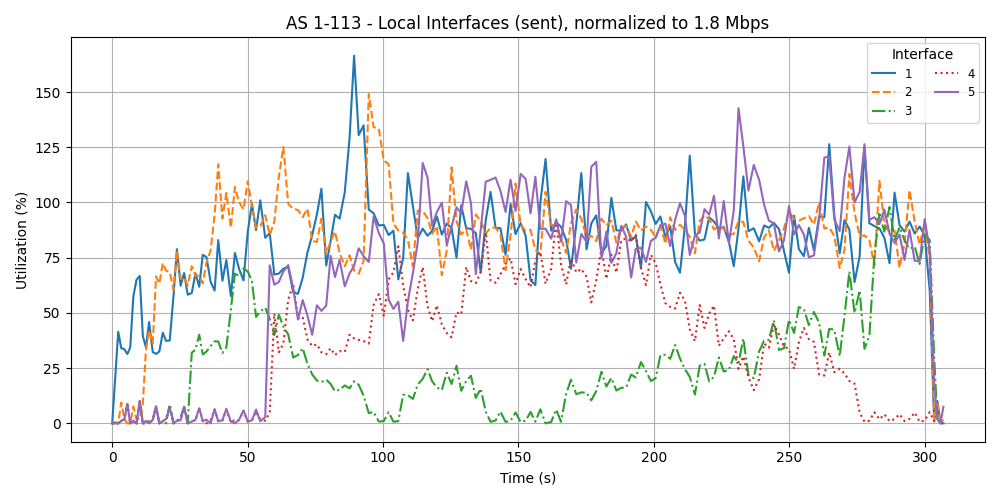 AS 1-113 - Local Interfaces (sent), normalized to 1.8 Mbps
Utilization (%)
150
125
100
75
50
25
0
0 50 100 150 200 250 300
Time (s)
Interface
1 4
2 5
3